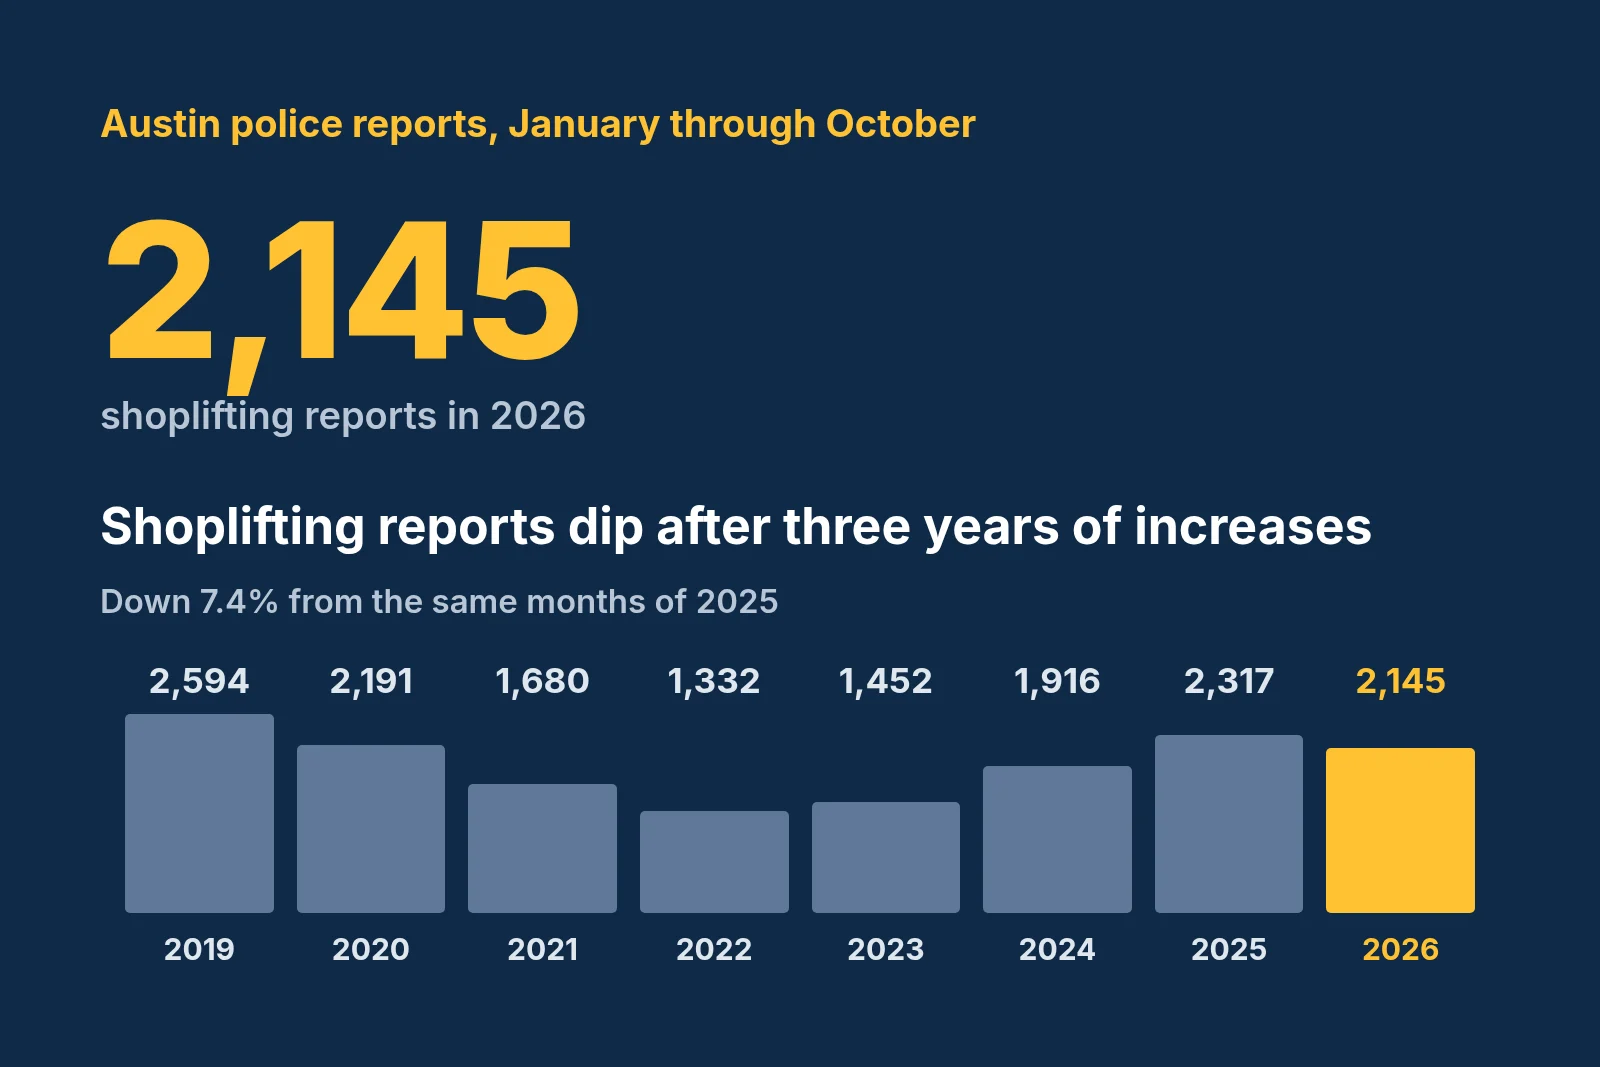 Austin police reports, January through October
2,145
shoplifting reports in 2026
Shoplifting reports dip after three years of increases
Down 7.4% from the same months of 2025
2,594 2,191 1,680 1,332 1,452 1,916 2,317 2,145
2019 2020 2021 2022 2023 2024 2025 2026